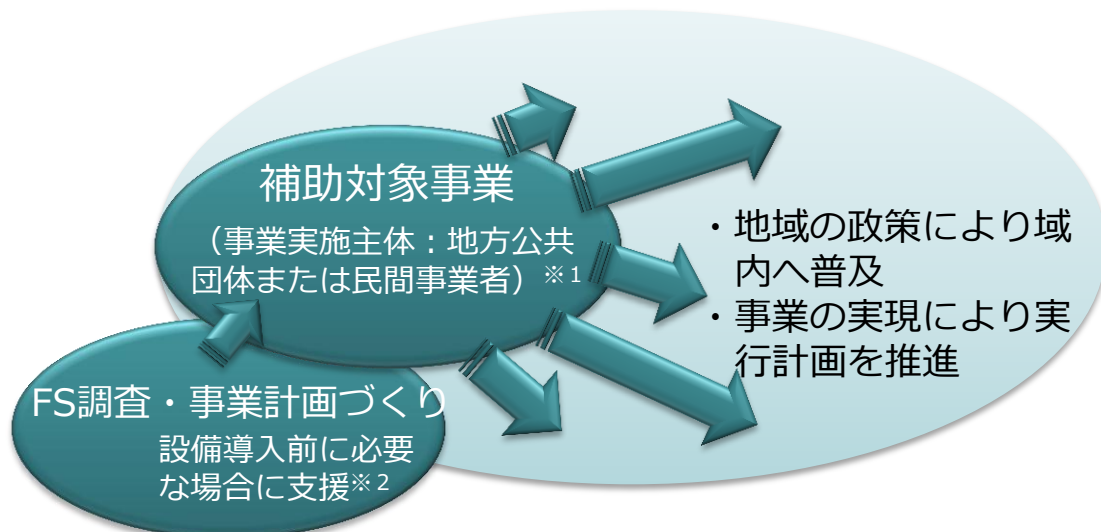 補助対象事業
（事業実施主体：地方公共
団体または民間事業者）※1
FS調査・事業計画づくり
設備導入前に必要
な場合に支援※2
・地域の政策により域
内へ普及
・事業の実現により実
行計画を推進